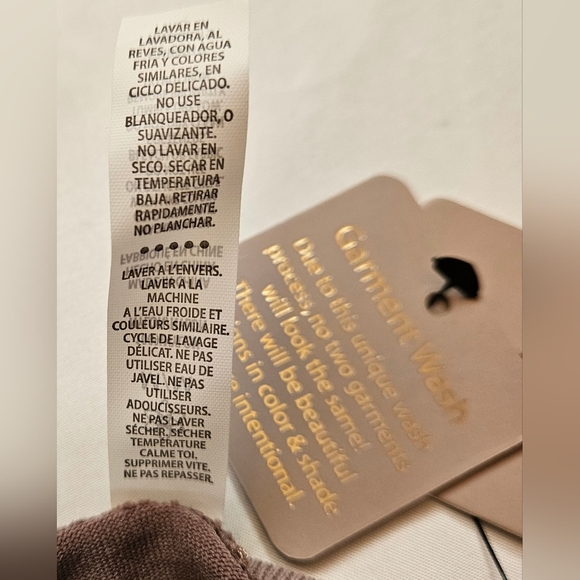 LAVAR EN
LAVADORA, AL
REVES, CON AGUA
FRIA Y COLORES
SIMILARES, EN
CICLO DELICADO.
NO USE
BLANQUEADOR, O
SUAVIZANTE.
NO LAVAR EN
SECO. SECAR EN
TEMPERATURA
BAJA. RETIRAR
RAPIDAMENTE.
NO PLANCHAR.
LAVER A L'ENVERS.
LAVER A LA
MACHINE
A L'EAU FROIDE ET
COULEURS SIMILAIRE.
CYCLE DE LAVAGE
DÉLICAT. NE PAS
UTILISER EAU DE
JAVEL. NE PAS
UTILISER
ADOUCISSEURS.
NE PAS LAVER
SÉCHER. SÉCHER
TEMPÉRATURE
CALME TOI.
SUPPRIMER VITE.
NE PAS REPASSER.
FABRIQUE EN CHINE
Garment Wash
Due to this unique wash
process, no two garments
will look the same!
There will be beautiful
in color & shade
intentional.